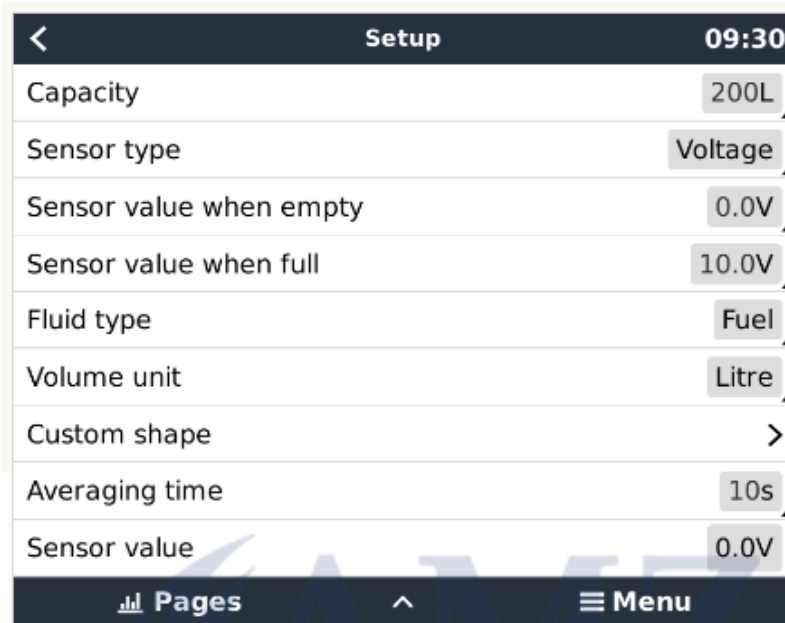 Setup 09:30
Capacity 200L
Sensor type Voltage
Sensor value when empty 0.0V
Sensor value when full 10.0V
Fluid type Fuel
Volume unit Litre
Custom shape
Averaging time 10s
Sensor value 0.0V
Pages Menu